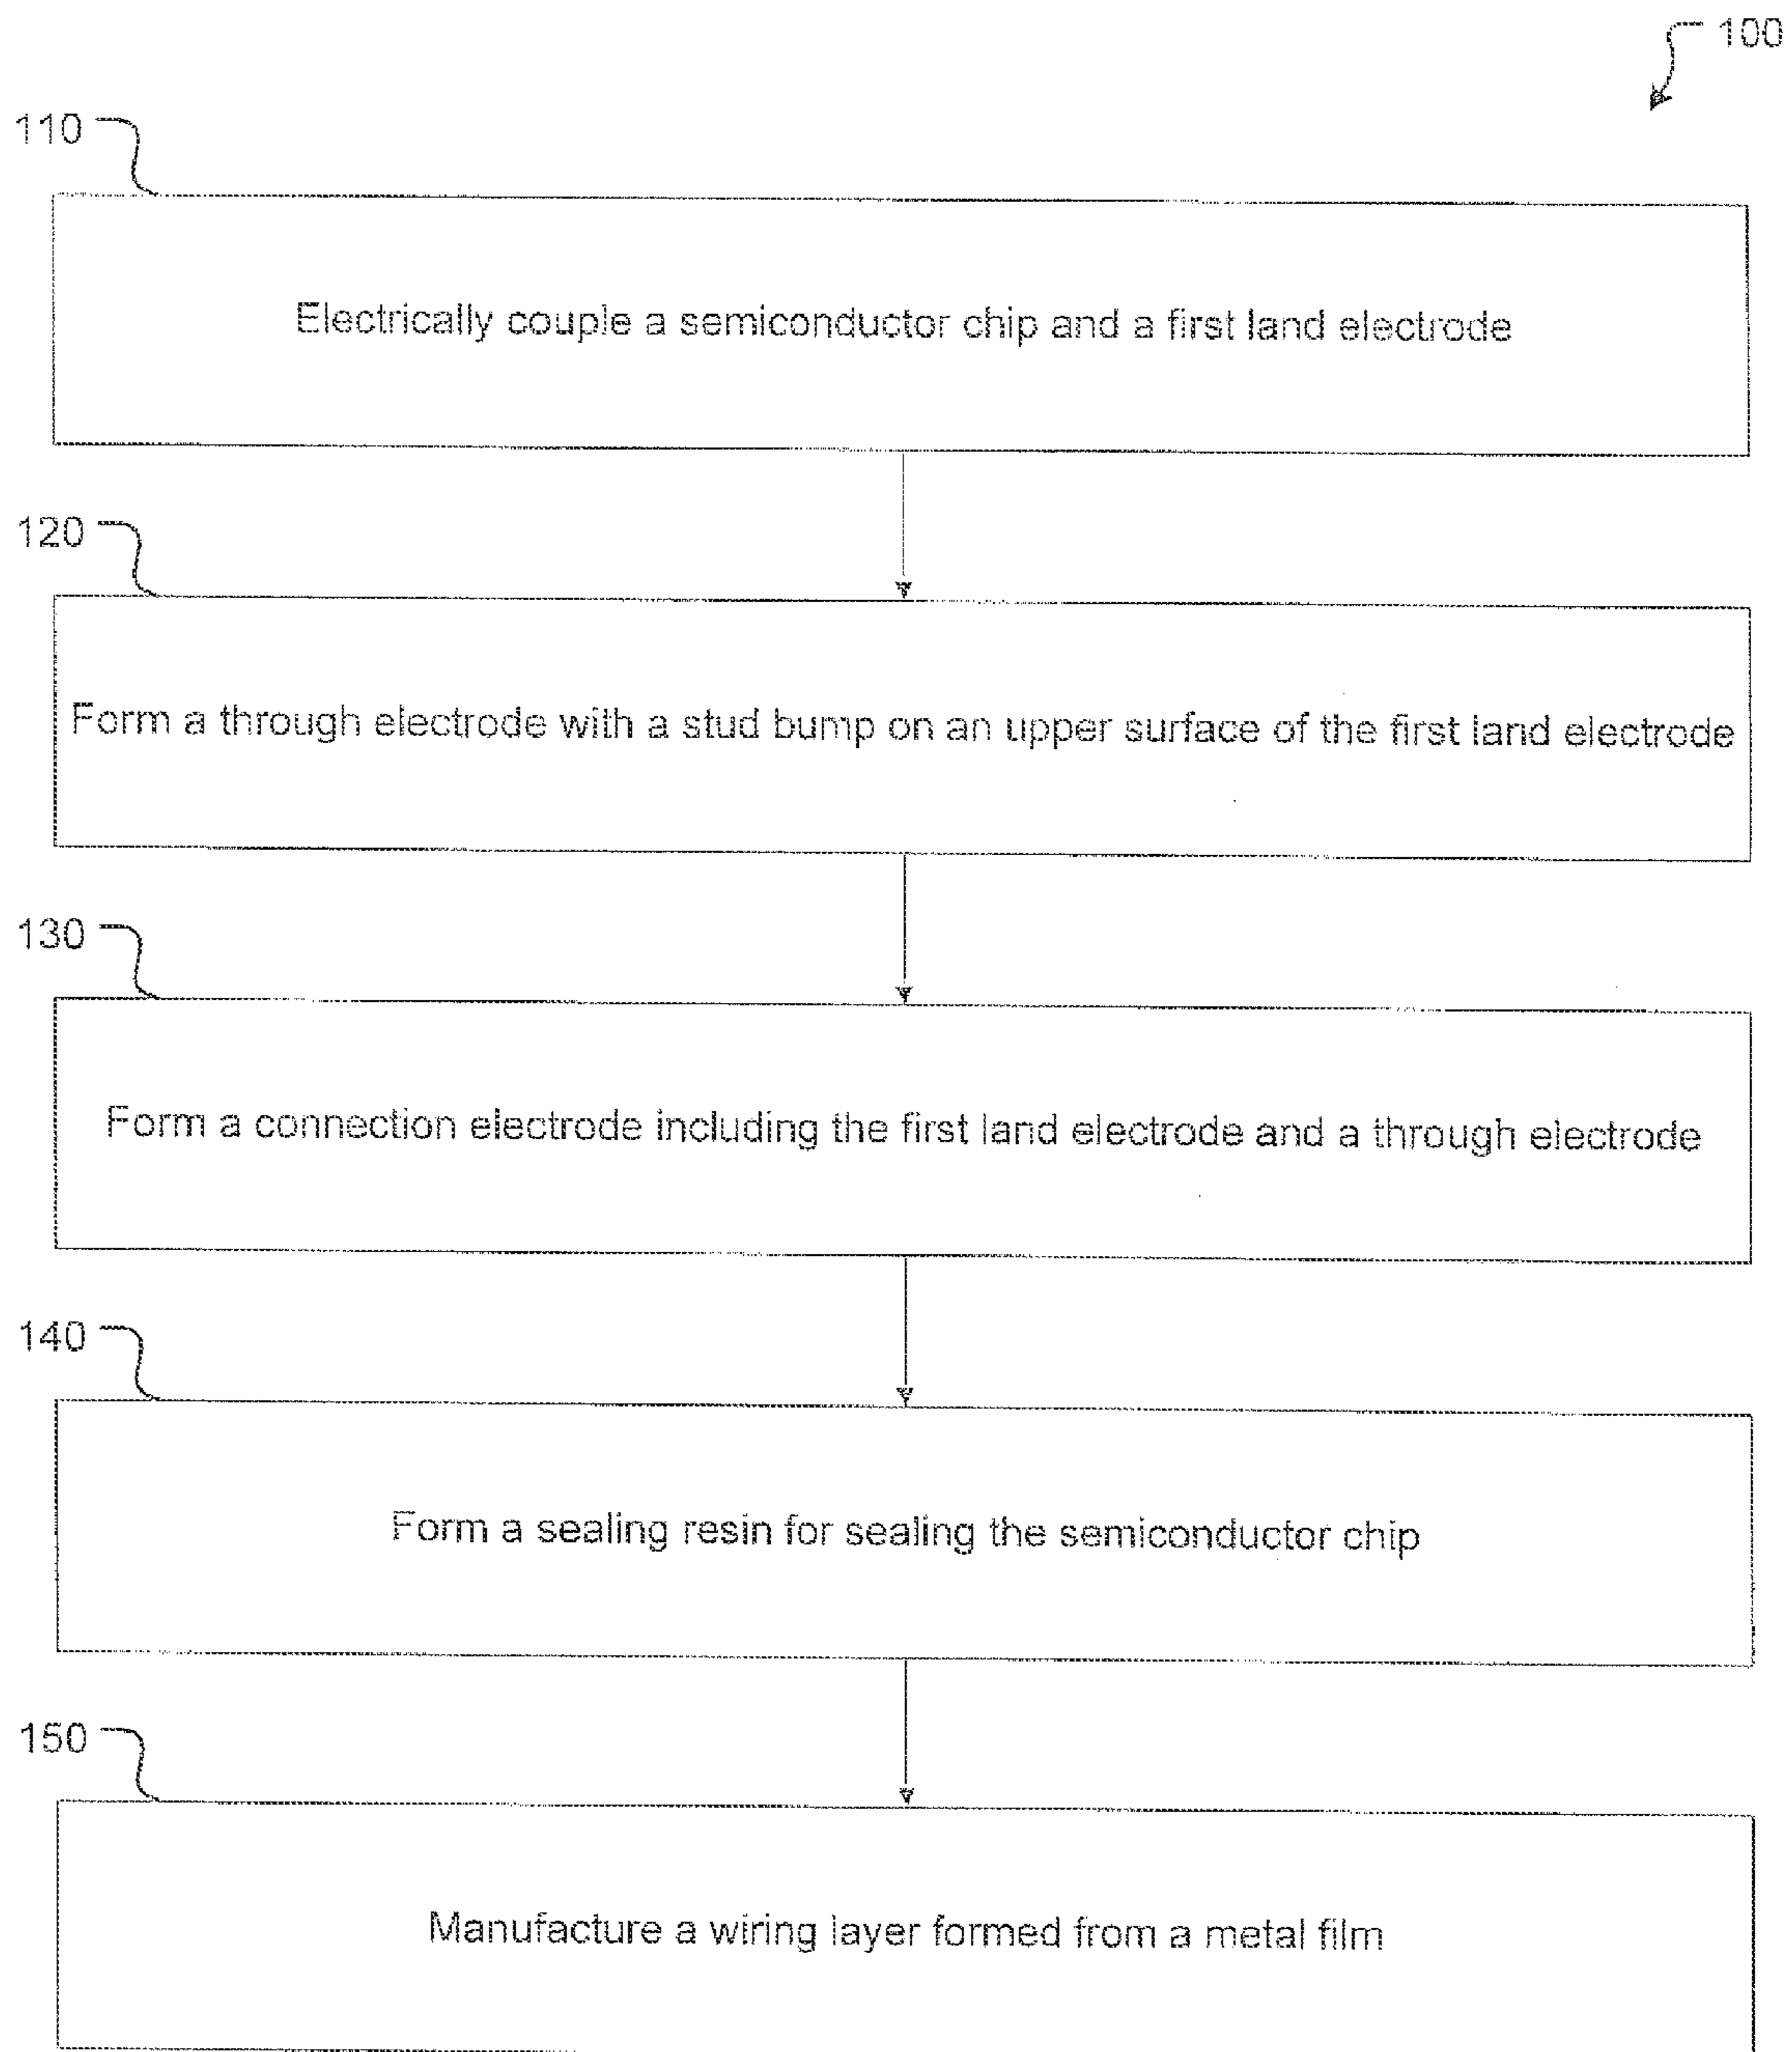 100
110
Electrically couple a semiconductor chip and a first land electrode
120
Form a through electrode with a stud bump on an upper surface of the first land electrode
130
Form a connection electrode including the first land electrode and a through electrode
140
Form a sealing resin for sealing the semiconductor chip
150
Manufacture a wiring layer formed from a metal film